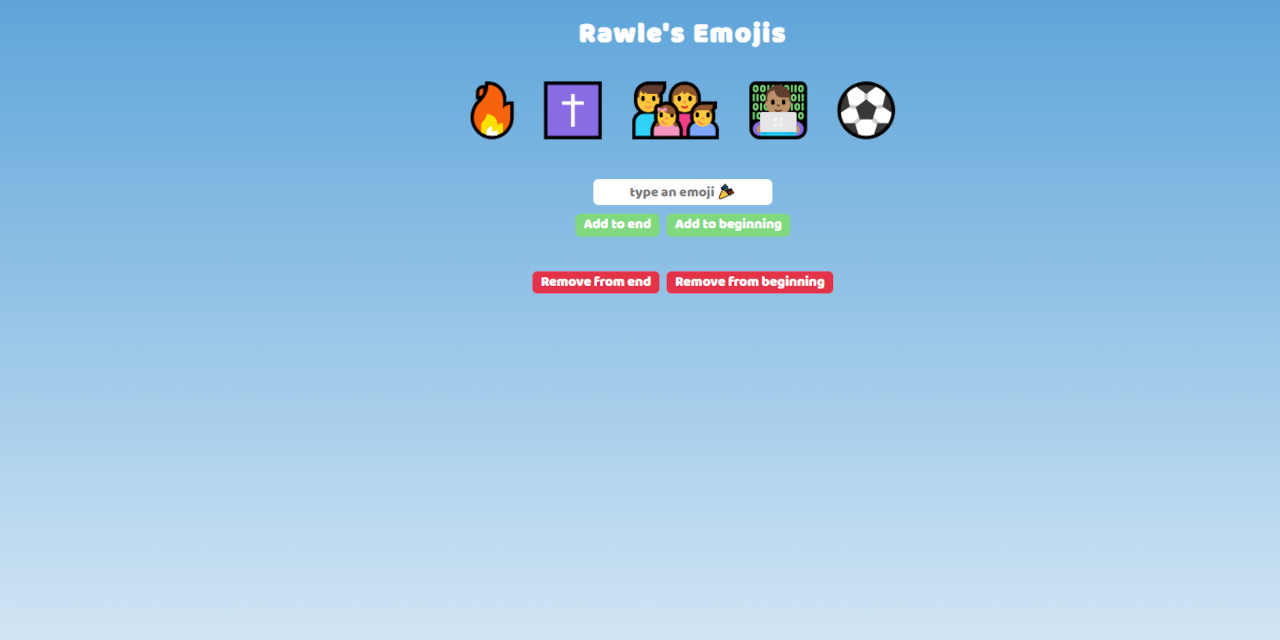 Rawle's Emojis
type an emoji 🎉
Add to end Add to beginning
Remove from end Remove from beginning